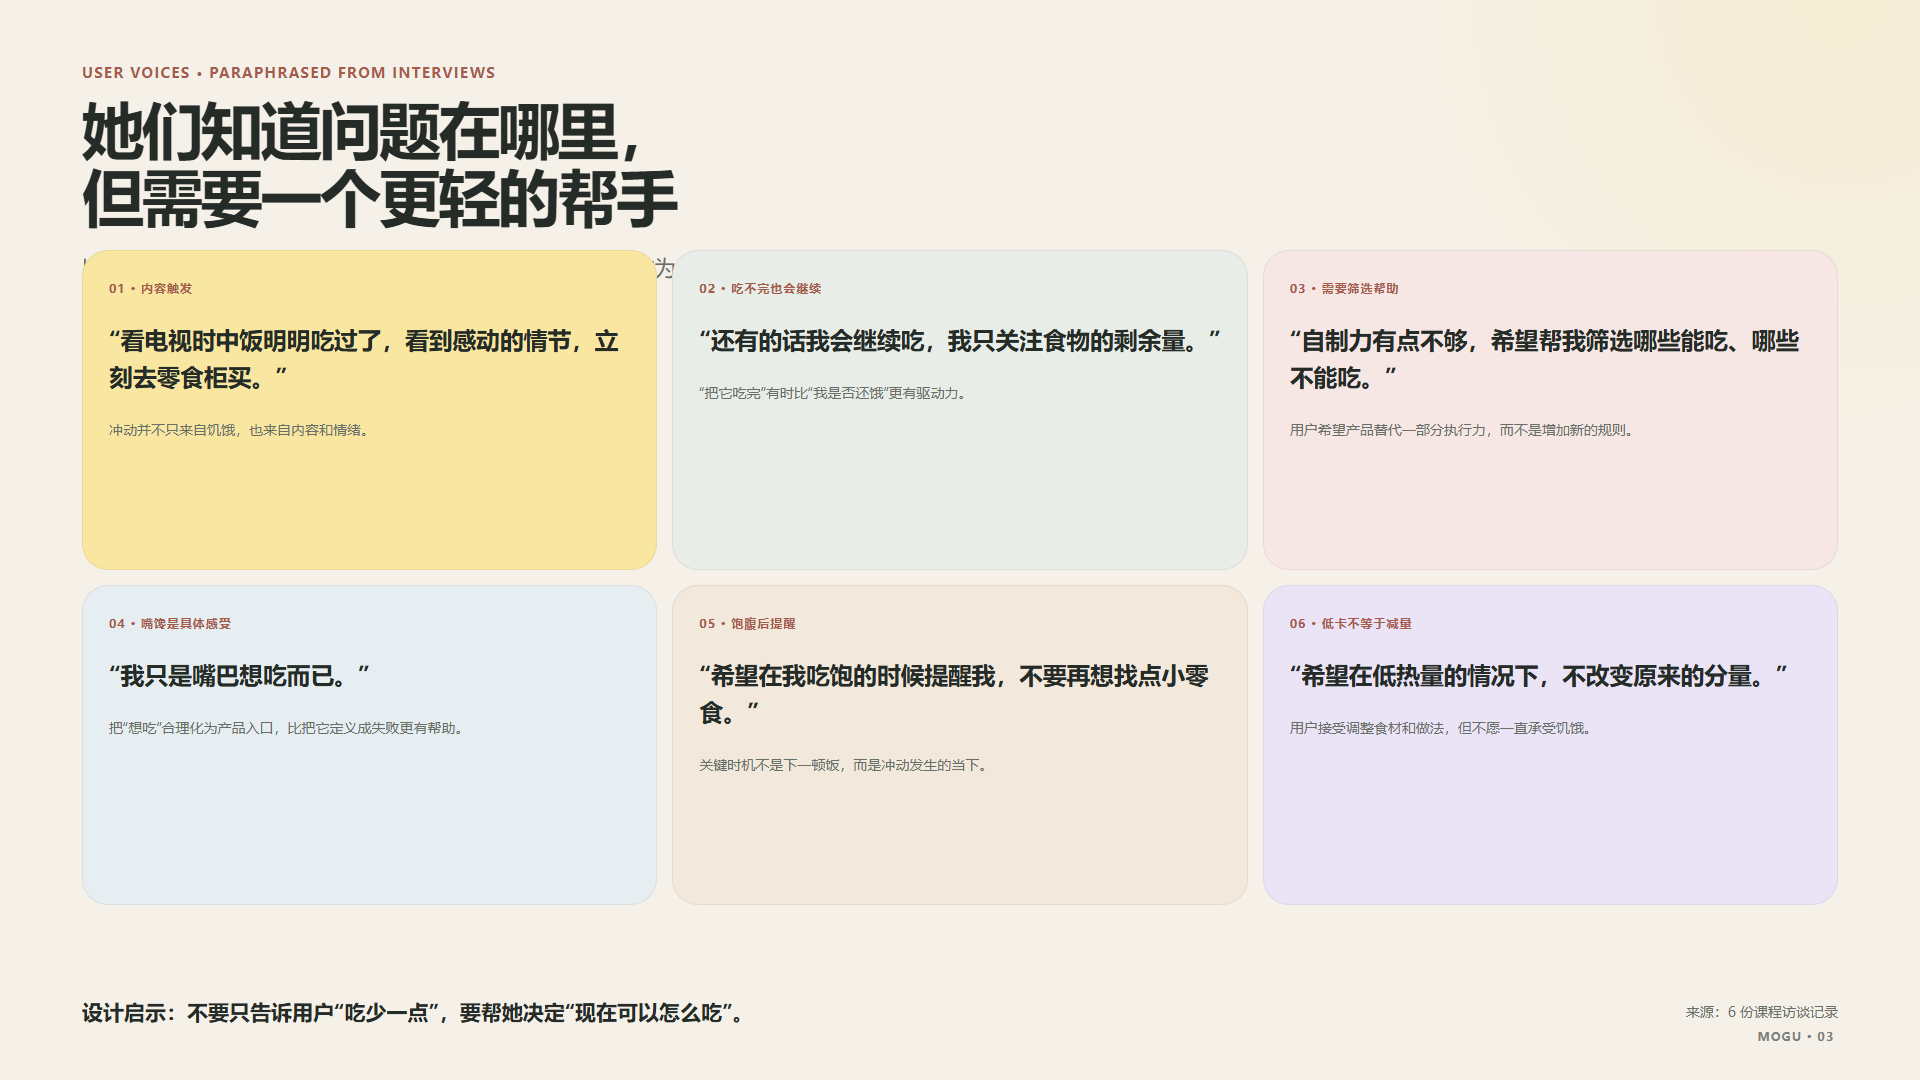 USER VOICES • PARAPHRASED FROM INTERVIEWS
她们知道问题在哪里，
但需要一个更轻的帮手
为
01 • 内容触发
“看电视时中饭明明吃过了，看到感动的情节，立
刻去零食柜买。”
冲动并不只来自饥饿，也来自内容和情绪。
02 • 吃不完也会继续
“还有的话我会继续吃，我只关注食物的剩余量。”
“把它吃完”有时比“我是否还饿”更有驱动力。
03 • 需要筛选帮助
“自制力有点不够，希望帮我筛选哪些能吃、哪些
不能吃。”
用户希望产品替代一部分执行力，而不是增加新的规则。
04 • 嘴馋是具体感受
“我只是嘴巴想吃而已。”
把“想吃”合理化为产品入口，比把它定义成失败更有帮助。
05 • 饱腹后提醒
“希望在我吃饱的时候提醒我，不要再想找点小零
食。”
关键时机不是下一顿饭，而是冲动发生的当下。
06 • 低卡不等于减量
“希望在低热量的情况下，不改变原来的分量。”
用户接受调整食材和做法，但不愿一直承受饥饿。
设计启示：不要只告诉用户“吃少一点”，要帮她决定“现在可以怎么吃”。
来源：6 份课程访谈记录
MOGU • 03